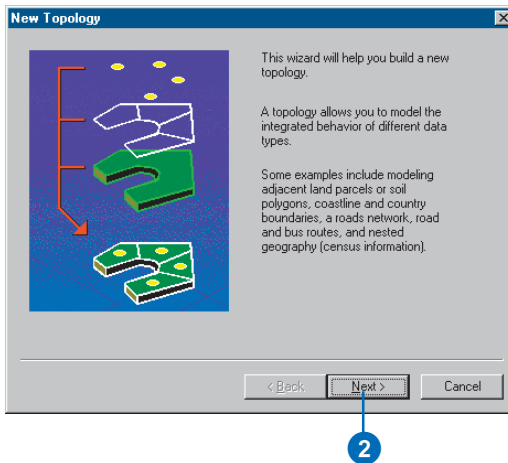 New Topology
This wizard will help you build a new
topology.
A topology allows you to model the
integrated behavior of different data
types.
Some examples include modeling
adjacent land parcels or soil
polygons, coastline and country
boundaries, a roads network, road
and bus routes, and nested
geography (census information).
< Back
Next >
Cancel
2